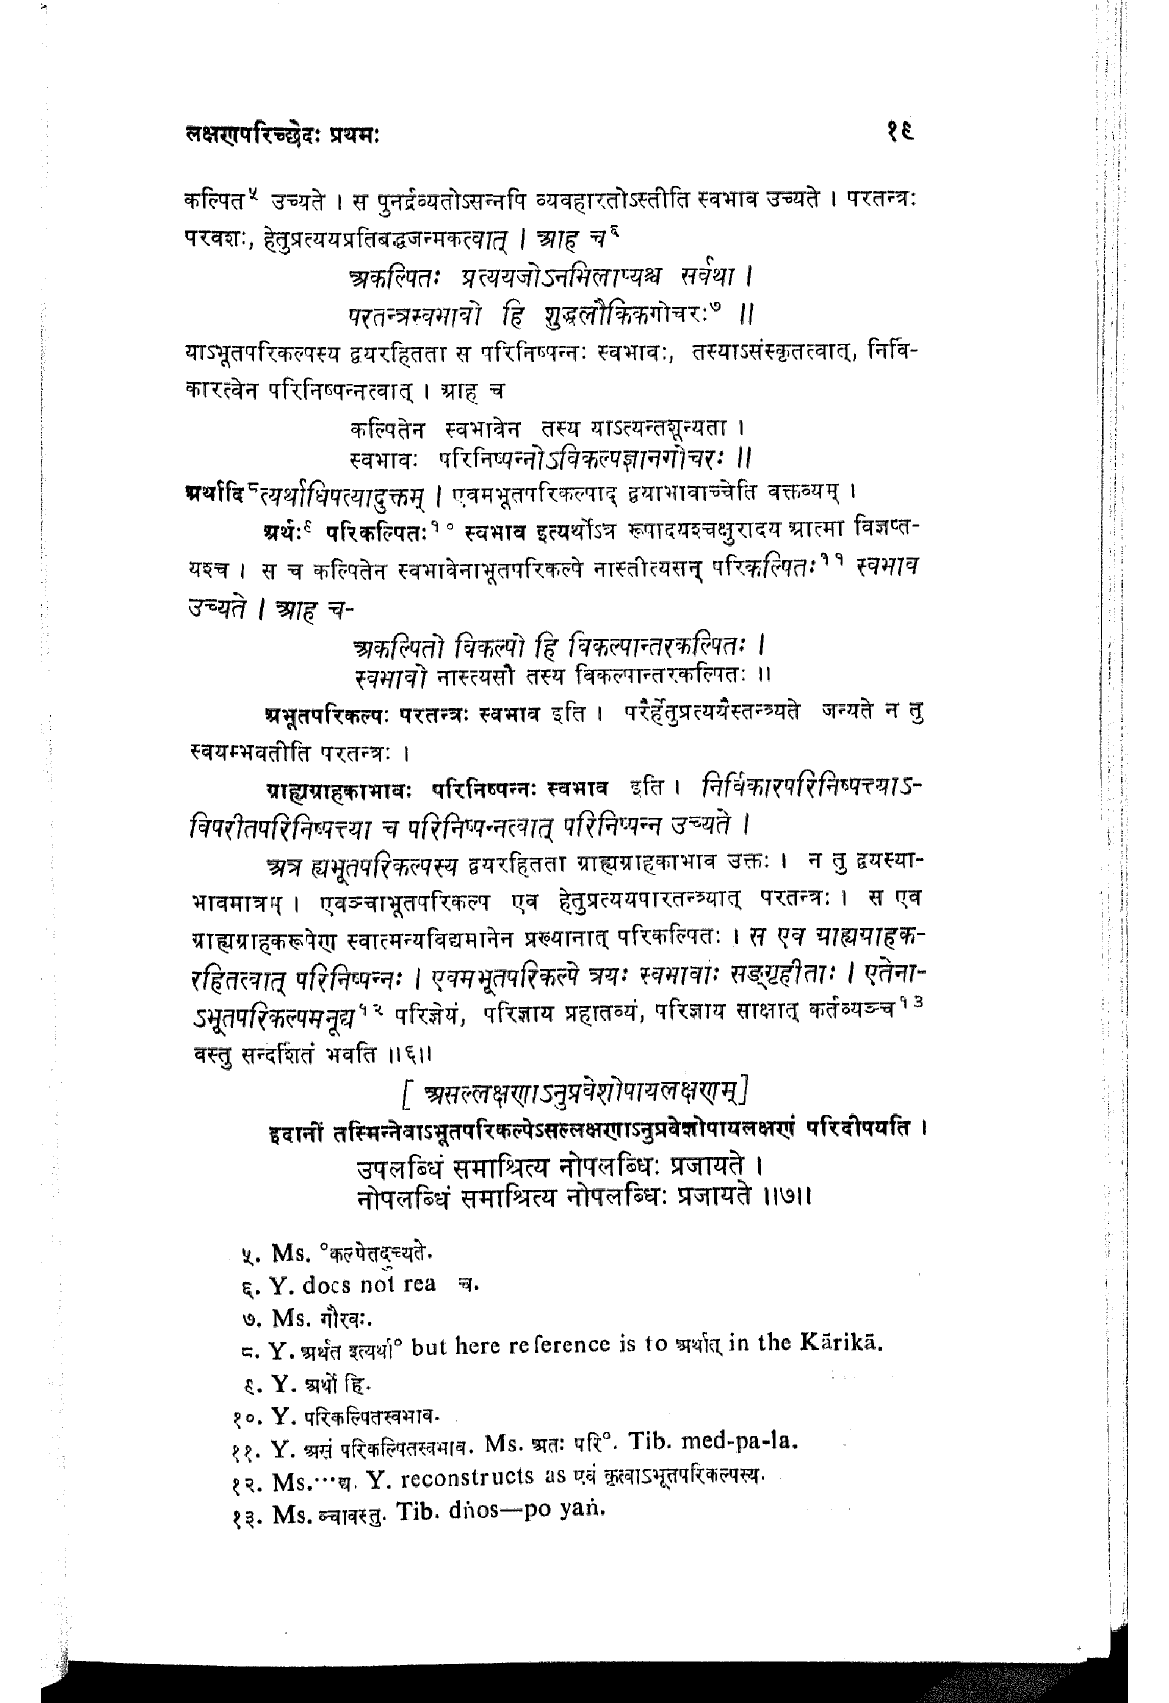 लक्षणपरिच्छेदः प्रथमः १९
कल्पित⁵ उच्यते । स पुनर्द्रव्यतोऽसन्नपि व्यवहारतोऽस्तीति स्वभाव उच्यते । परतन्त्रः
परवशः, हेतुप्रत्ययप्रतिबद्धजन्मकत्वात् । आह च⁶
अकल्पितः प्रत्ययजोऽनभिलाप्यश्च सर्वथा ।
परतन्त्रस्वभावो हि शुद्धलौकिकगोचरः⁷ ॥
याऽभूतपरिकल्पस्य द्वयरहितता स परिनिष्पन्नः स्वभावः, तस्याऽसंस्कृतत्वात्, निर्वि-
कारत्वेन परिनिष्पन्नत्वात् । आह च
कल्पितेन स्वभावेन तस्य याऽत्यन्तशून्यता ।
स्वभावः परिनिष्पन्नोऽविकल्पज्ञानगोचरः ॥
अर्थादि⁸त्यर्थाधिपत्यादुक्तम् । एवमभूतपरिकल्पाद् द्वयाभावाच्चेति वक्तव्यम् ।
अर्थः⁹ परिकल्पितः¹⁰ स्वभाव इत्यर्थोऽत्र रूपादयश्चक्षुरादय आत्मा विज्ञप्त-
यश्च । स च कल्पितेन स्वभावेनाभूतपरिकल्पे नास्तीत्यसन् परिकल्पितः¹¹ स्वभाव
उच्यते । आह च-
अकल्पितो विकल्पो हि विकल्पान्तरकल्पितः ।
स्वभावो नास्त्यसौ तस्य विकल्पान्तरकल्पितः ॥
अभूतपरिकल्पः परतन्त्रः स्वभाव इति । परैर्हेतुप्रत्ययैस्तन्त्र्यते जन्यते न तु
स्वयम्भवतीति परतन्त्रः ।
ग्राह्यग्राहकाभावः परिनिष्पन्नः स्वभाव इति । निर्विकारपरिनिष्पत्त्याऽ-
विपरीतपरिनिष्पत्त्या च परिनिष्पन्नत्वात् परिनिष्पन्न उच्यते ।
अत्र ह्यभूतपरिकल्पस्य द्वयरहितता ग्राह्यग्राहकाभाव उक्तः । न तु द्वयस्या-
भावमात्रम् । एवञ्चाभूतपरिकल्प एव हेतुप्रत्ययपारतन्त्र्यात् परतन्त्रः । स एव
ग्राह्यग्राहकरूपेण स्वात्मन्यविद्यमानेन प्रख्यानात् परिकल्पितः । स एव ग्राह्यग्राहक-
रहितत्वात् परिनिष्पन्नः । एवमभूतपरिकल्पे त्रयः स्वभावाः सङ्गृहीताः । एतेना-
ऽभूतपरिकल्पमनूद्य¹² परिज्ञेयं, परिज्ञाय प्रहातव्यं, परिज्ञाय साक्षात् कर्तव्यञ्च¹³
वस्तु सन्दर्शितं भवति ॥६॥
[ असल्लक्षणाऽनुप्रवेशोपायलक्षणम्]
इदानीं तस्मिन्नेवाऽभूतपरिकल्पेऽसल्लक्षणाऽनुप्रवेशोपायलक्षणं परिदीपयति ।
उपलब्धिं समाश्रित्य नोपलब्धिः प्रजायते ।
नोपलब्धिं समाश्रित्य नोपलब्धिः प्रजायते ॥७॥
५. Ms. °कल्पेतदुच्यते.
६. Y. does not rea च.
७. Ms. गौरवः.
८. Y. अर्थत इत्यर्था° but here reference is to अर्थात् in the Kārikā.
९. Y. अर्थो हि.
१०. Y. परिकल्पितस्वभाव.
११. Y. असं परिकल्पितस्वभाव. Ms. अतः परि°. Tib. med-pa-la.
१२. Ms.···द्य. Y. reconstructs as एवं कृत्वाऽभूतपरिकल्पस्य.
१३. Ms. ञ्चावस्तु. Tib. dṅos—po yaṅ.